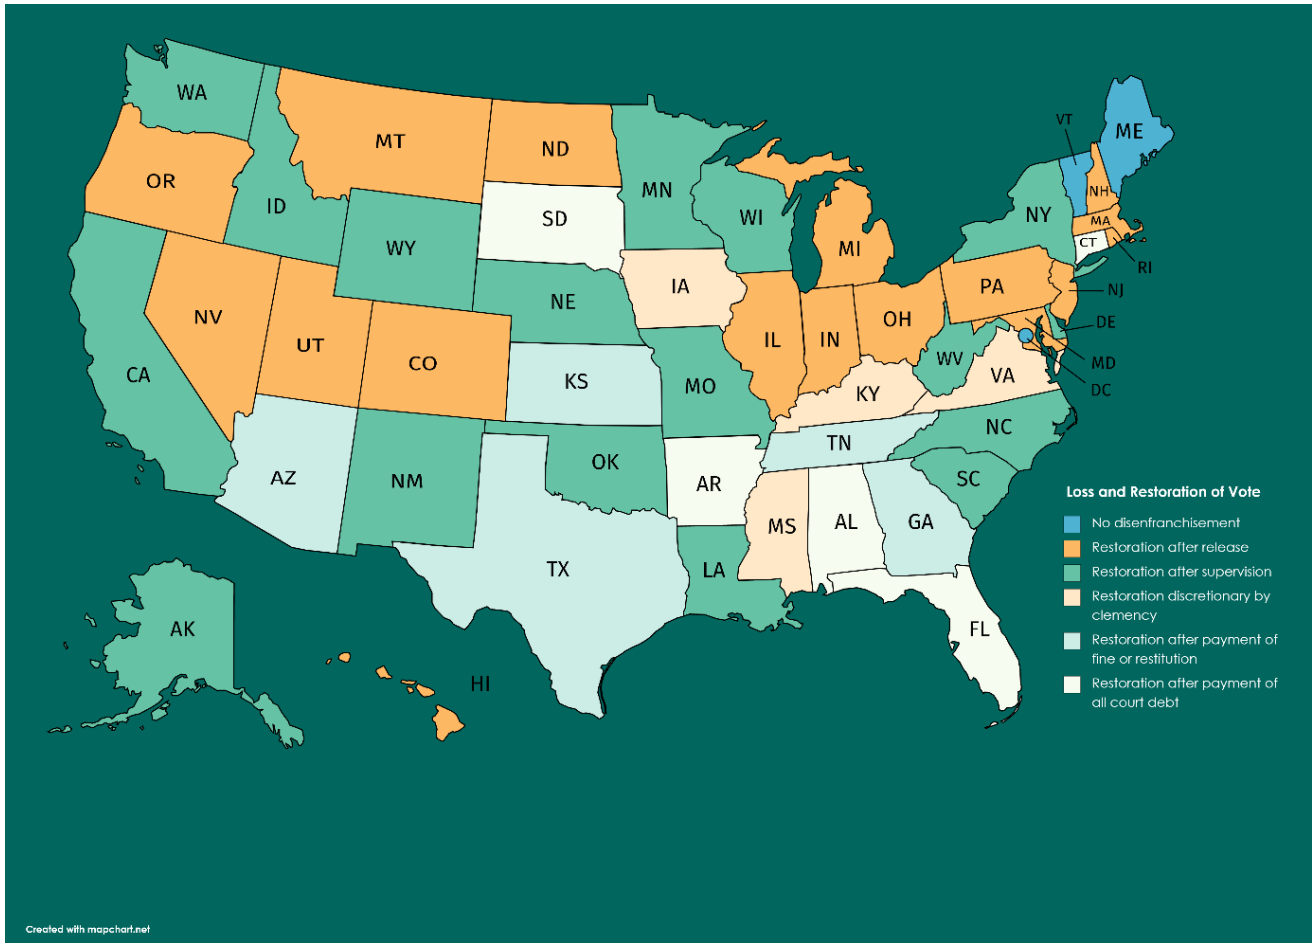 WA
MT
ND
VT
ME
OR
ID
MN
NH
SD
WI
NY
MA
WY
CT
MI
RI
IA
PA
NJ
NE
NV
OH
DE
UT
IL
IN
WV
CO
MD
CA
KS
MO
KY
VA
DC
NC
TN
OK
AZ
NM
AR
SC
MS
AL
GA
TX
LA
FL
AK
HI
Loss and Restoration of Vote
No disenfranchisement
Restoration after release
Restoration after supervision
Restoration discretionary by
clemency
Restoration after payment of
fine or restitution
Restoration after payment of
all court debt
Created with mapchart.net